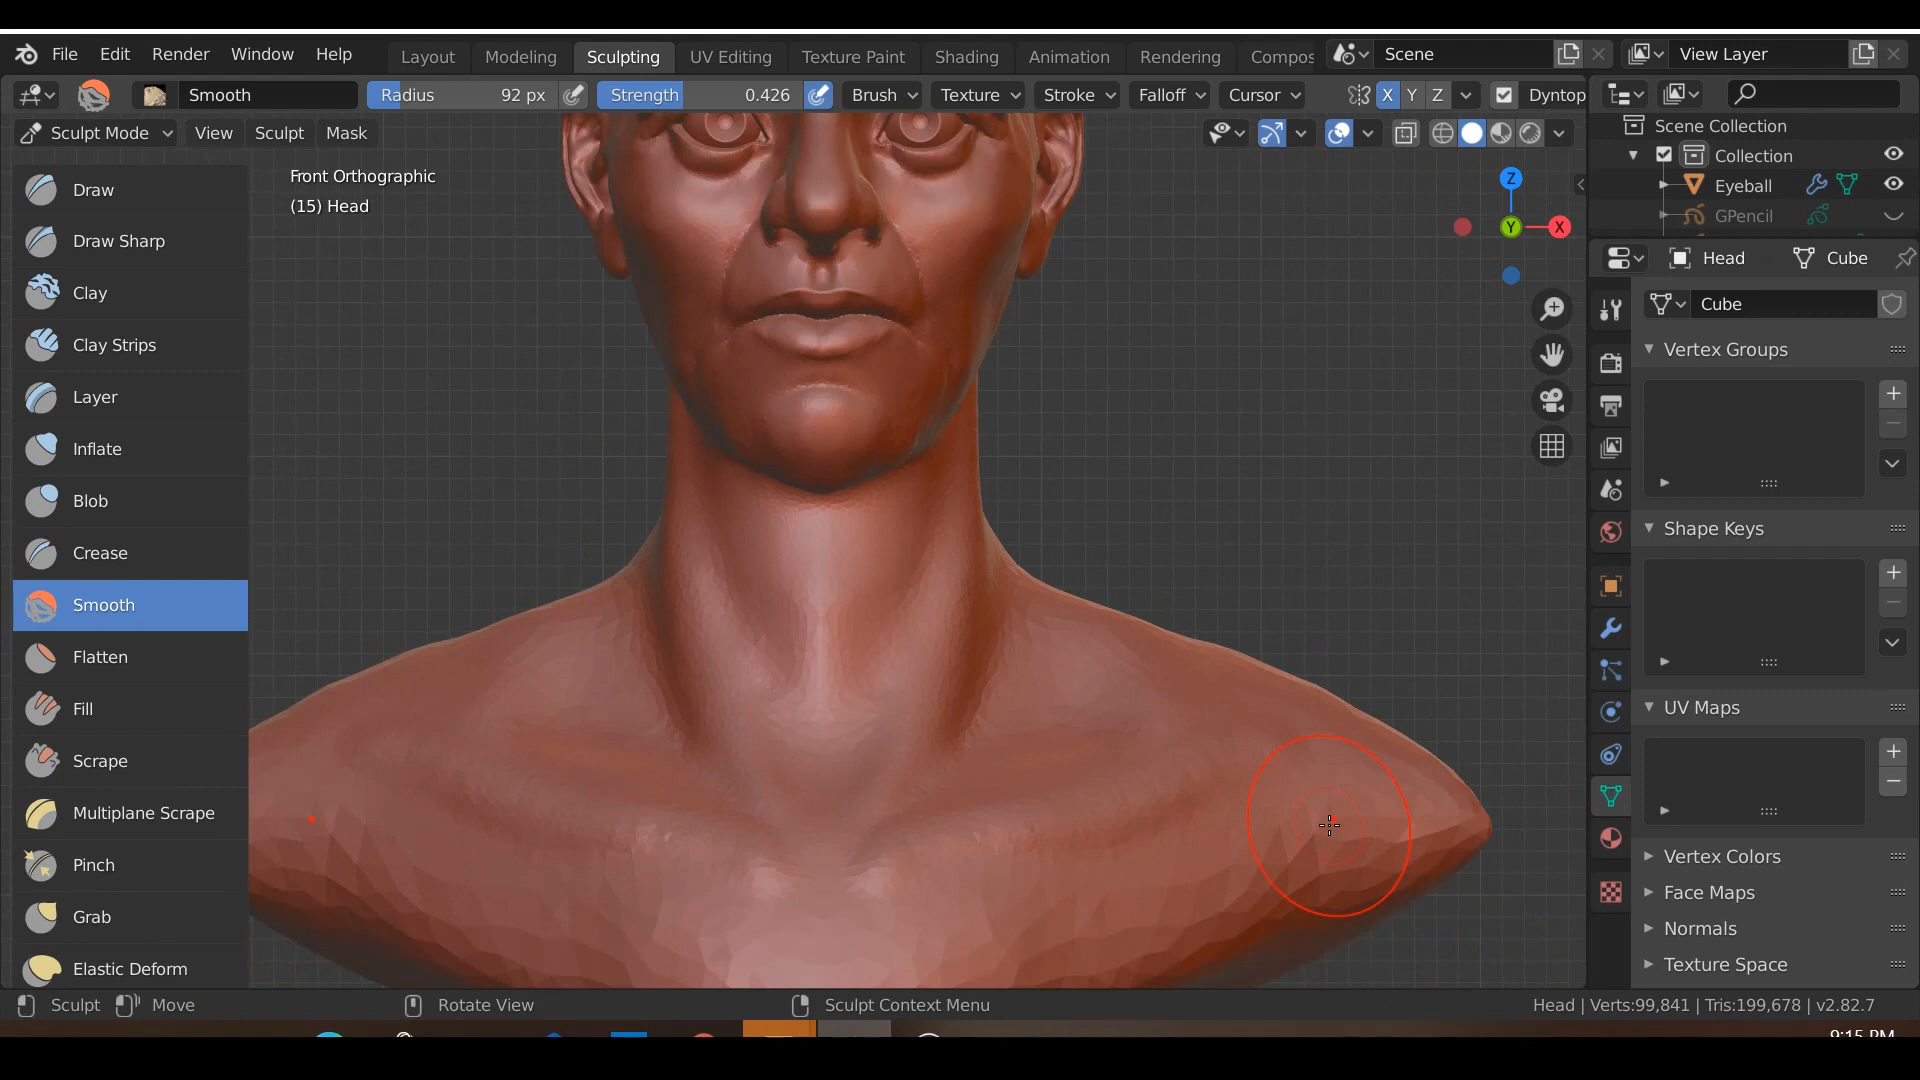 File Edit Render Window Help Layout Modeling Sculpting UV Editing Texture Paint Shading Animation Rendering Compos Scene View Layer
Smooth Radius 92 px Strength 0.426 Brush Texture Stroke Falloff Cursor X Y Z Dyntop
Sculpt Mode View Sculpt Mask
Scene Collection
Collection
Eyeball
GPencil
Front Orthographic
(15) Head
Z
Y
X
Draw
Draw Sharp
Clay
Clay Strips
Layer
Inflate
Blob
Crease
Smooth
Flatten
Fill
Scrape
Multiplane Scrape
Pinch
Grab
Elastic Deform
Head Cube
Cube
Vertex Groups
Shape Keys
UV Maps
Vertex Colors
Face Maps
Normals
Texture Space
Sculpt Move Rotate View Sculpt Context Menu Head | Verts:99,841 | Tris:199,678 | v2.82.7
9:15 PM